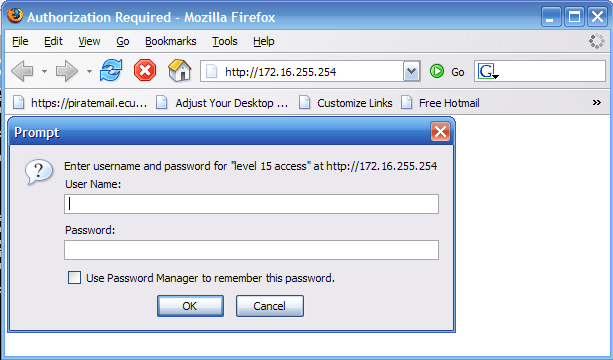 Authorization Required - Mozilla Firefox
File Edit View Go Bookmarks Tools Help
http://172.16.255.254 Go G
https://piratemail.ecu... Adjust Your Desktop ... Customize Links Free Hotmail »
Prompt
Enter username and password for "level 15 access" at http://172.16.255.254
User Name:
Password:
Use Password Manager to remember this password.
OK Cancel